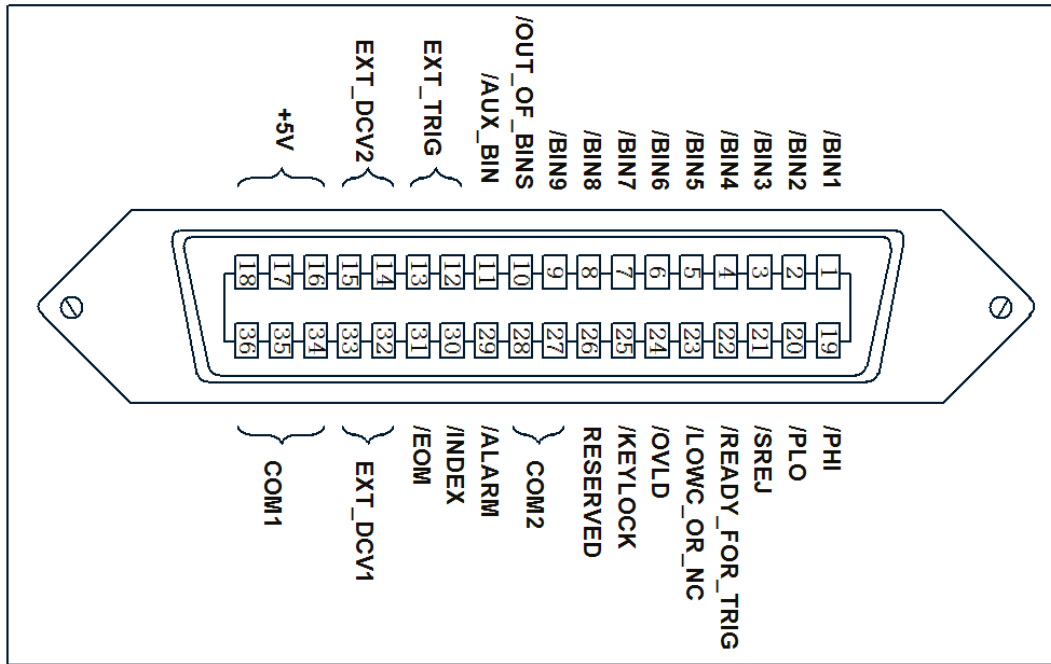 +5V
EXT_DCV2
EXT_TRIG
/AUX_BIN
/OUT_OF_BINS
/BIN9
/BIN8
/BIN7
/BIN6
/BIN5
/BIN4
/BIN3
/BIN2
/BIN1
18 17 16 15 14 13 12 11 10 9 8 7 6 5 4 3 2 1
36 35 34 33 32 31 30 29 28 27 26 25 24 23 22 21 20 19
COM1
EXT_DCV1
/EOM
/INDEX
/ALARM
COM2
RESERVED
/KEYLOCK
/OVLD
/LOWC_OR_NC
/READY_FOR_TRIG
/SREJ
/PLO
/PHI